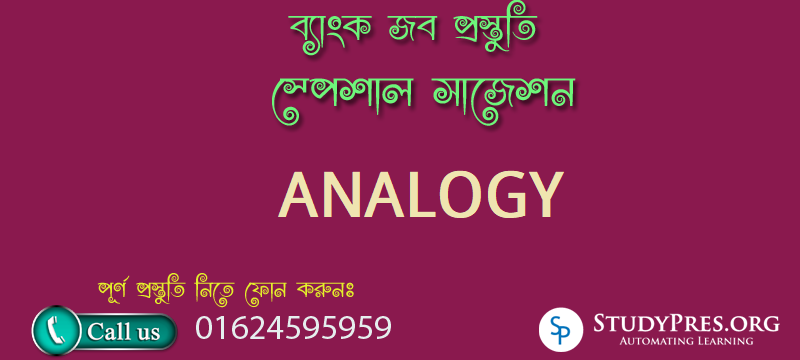 ব্যাংক জব প্রস্তুতি
স্পেশাল সাজেশন
ANALOGY
পূর্ণ প্রস্তুতি নিতে ফোন করুনঃ
Call us 01624595959
SP STUDYPRES.ORG
AUTOMATING LEARNING